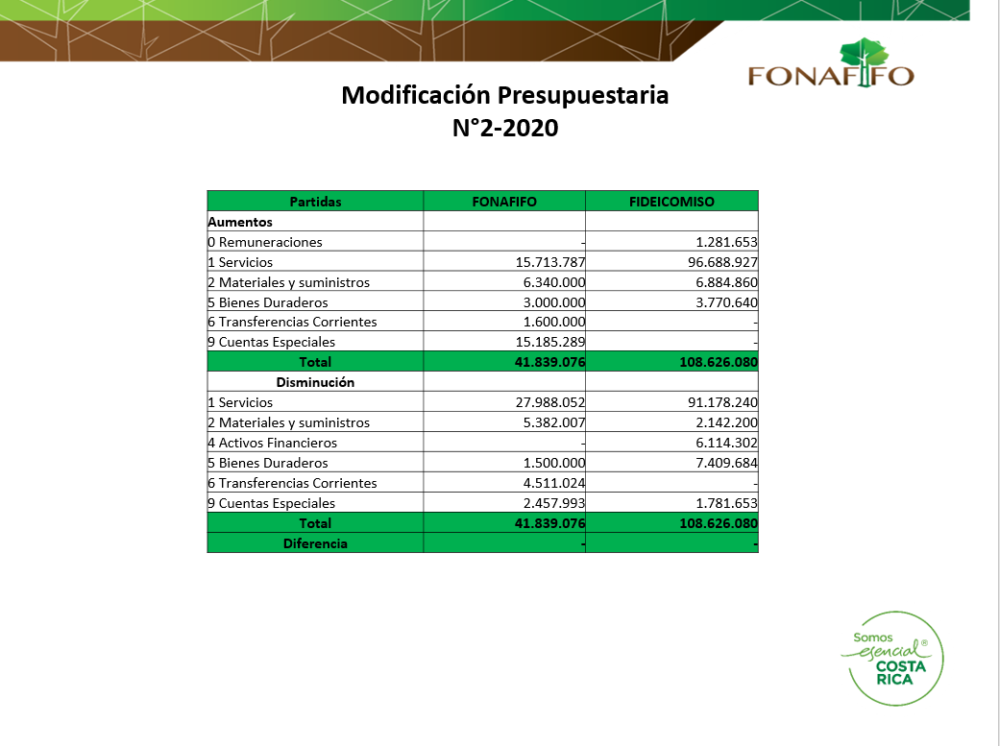 FONAFIFO
Modificación Presupuestaria
N°2-2020
Partidas FONAFIFO FIDEICOMISO
Aumentos
0 Remuneraciones - 1.281.653
1 Servicios 15.713.787 96.688.927
2 Materiales y suministros 6.340.000 6.884.860
5 Bienes Duraderos 3.000.000 3.770.640
6 Transferencias Corrientes 1.600.000 -
9 Cuentas Especiales 15.185.289 -
Total 41.839.076 108.626.080
Disminución
1 Servicios 27.988.052 91.178.240
2 Materiales y suministros 5.382.007 2.142.200
4 Activos Financieros - 6.114.302
5 Bienes Duraderos 1.500.000 7.409.684
6 Transferencias Corrientes 4.511.024 -
9 Cuentas Especiales 2.457.993 1.781.653
Total 41.839.076 108.626.080
Diferencia - -
Somos
esencial ®
COSTA
RICA